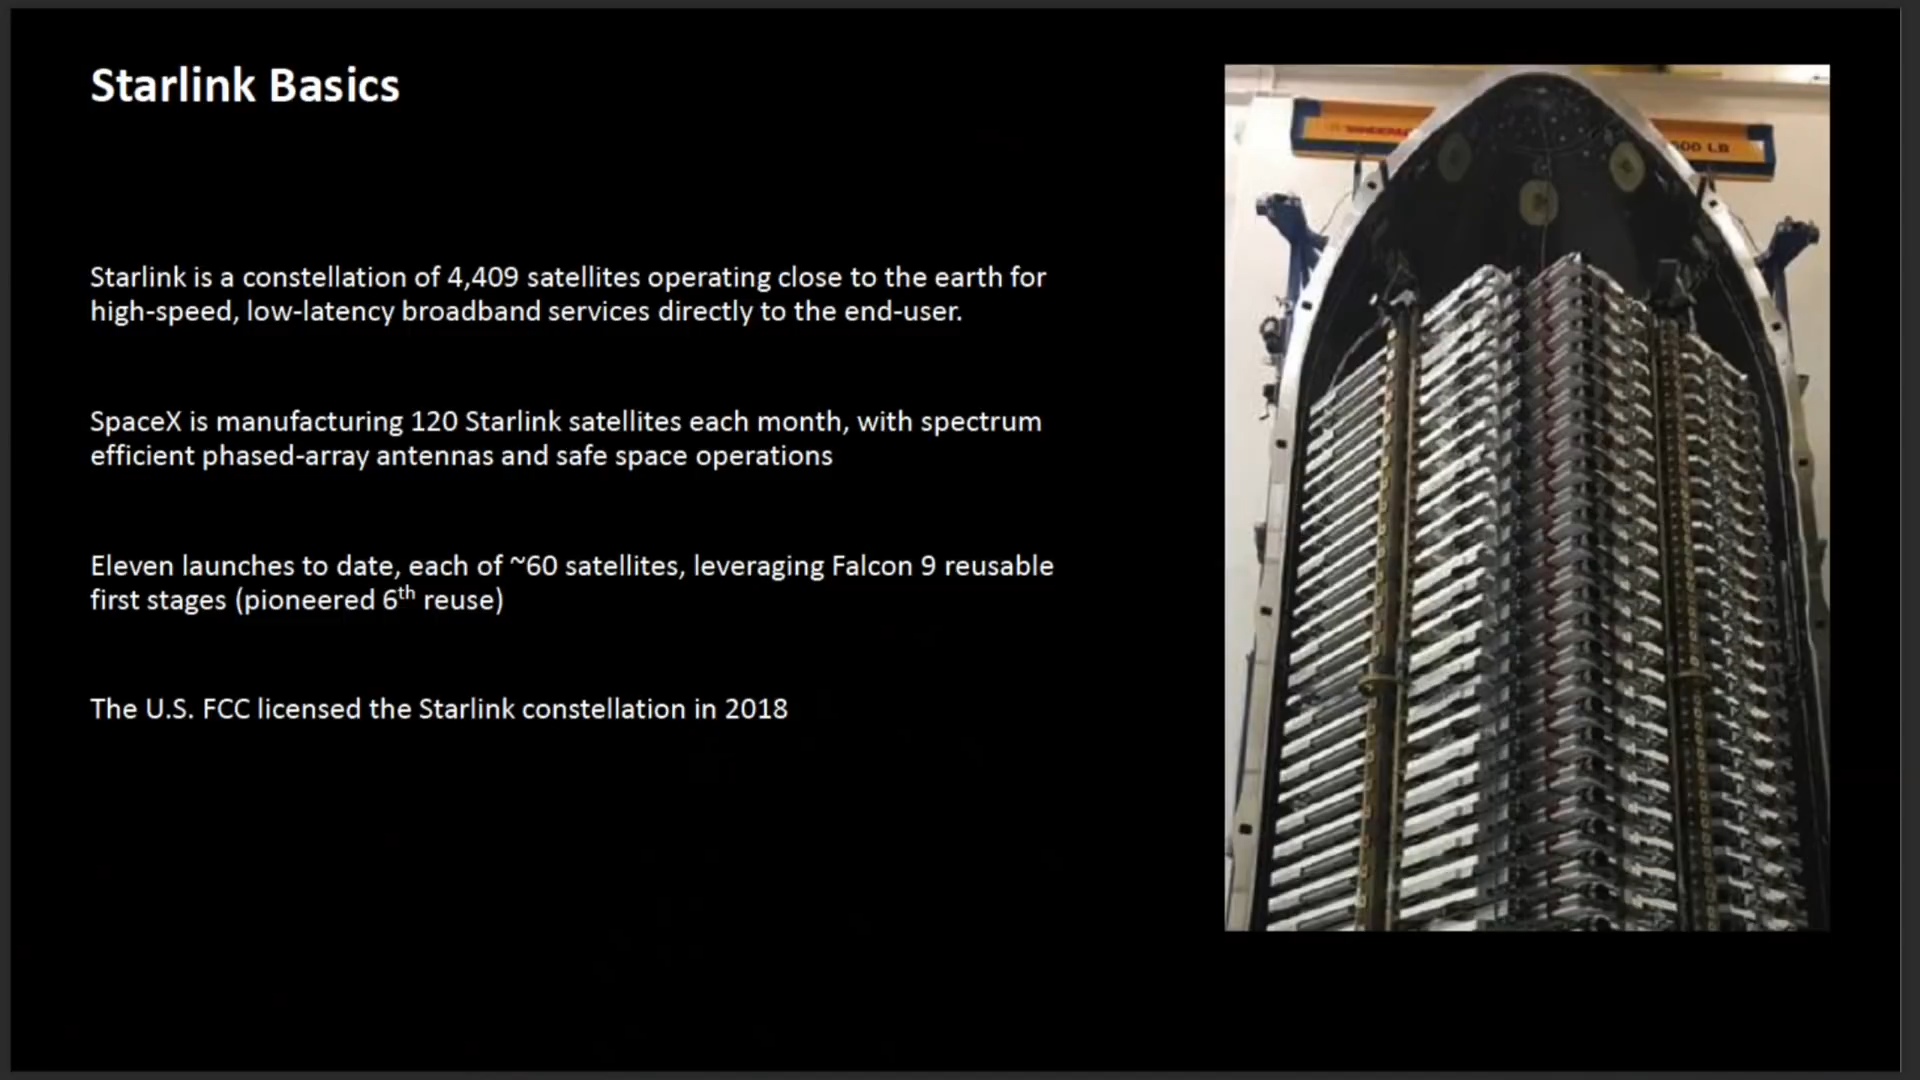 Starlink Basics
Starlink is a constellation of 4,409 satellites operating close to the earth for
high-speed, low-latency broadband services directly to the end-user.
SpaceX is manufacturing 120 Starlink satellites each month, with spectrum
efficient phased-array antennas and safe space operations
Eleven launches to date, each of ~60 satellites, leveraging Falcon 9 reusable
first stages (pioneered 6th reuse)
The U.S. FCC licensed the Starlink constellation in 2018
LB